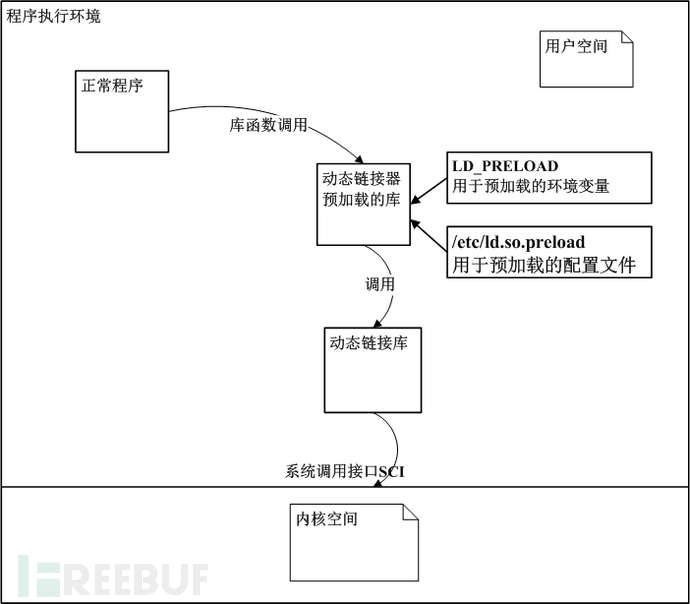 程序执行环境
用户空间
正常程序
库函数调用
动态链接器
预加载的库
LD_PRELOAD
用于预加载的环境变量
/etc/ld.so.preload
用于预加载的配置文件
调用
动态链接库
系统调用接口SCI
内核空间
FREEBUF